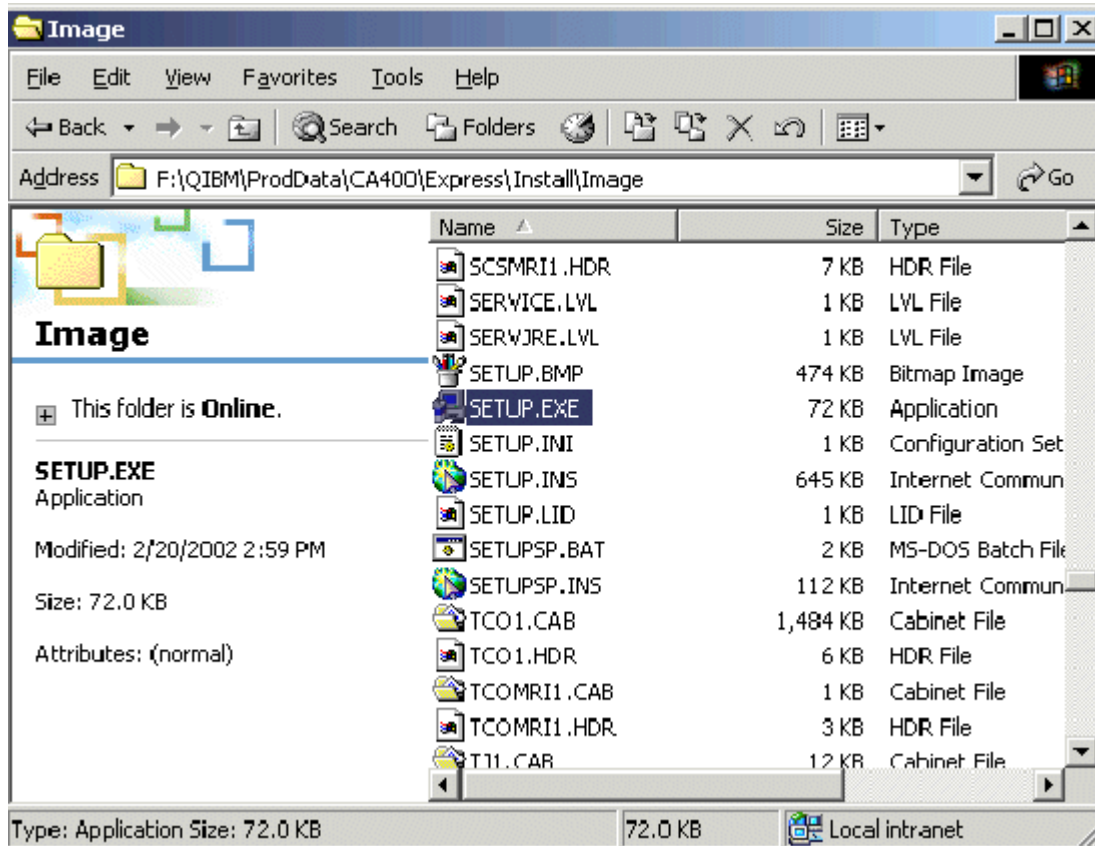 Image
File Edit View Favorites Tools Help
Back Search Folders
Address F:\QIBM\ProdData\CA400\Express\Install\Image Go
Image
This folder is Online.
SETUP.EXE
Application
Modified: 2/20/2002 2:59 PM
Size: 72.0 KB
Attributes: (normal)
Name Size Type
SCSMRI1.HDR 7 KB HDR File
SERVICE.LVL 1 KB LVL File
SERVJRE.LVL 1 KB LVL File
SETUP.BMP 474 KB Bitmap Image
SETUP.EXE 72 KB Application
SETUP.INI 1 KB Configuration Set
SETUP.INS 645 KB Internet Commun
SETUP.LID 1 KB LID File
SETUPSP.BAT 2 KB MS-DOS Batch File
SETUPSP.INS 112 KB Internet Commun
TCO1.CAB 1,484 KB Cabinet File
TCO1.HDR 6 KB HDR File
TCOMRI1.CAB 1 KB Cabinet File
TCOMRI1.HDR 3 KB HDR File
TJ1.CAB 12 KB Cabinet File
Type: Application Size: 72.0 KB 72.0 KB Local intranet